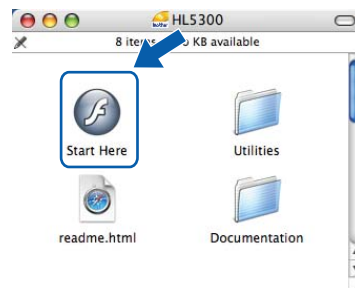 HL5300
8 items KB available
Start Here
Utilities
readme.html
Documentation